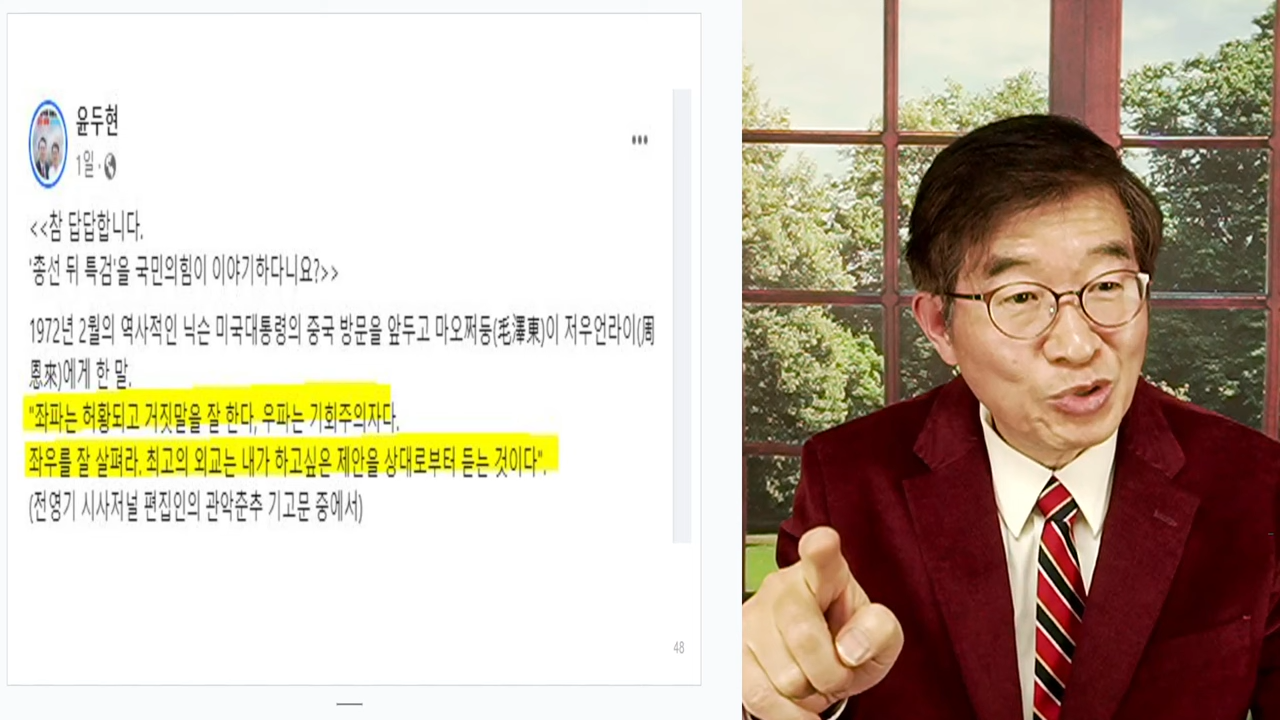 윤두현
1일 ·
<<참 답답합니다.
'총선 뒤 특검'을 국민의힘이 이야기하다니요?>>
1972년 2월의 역사적인 닉슨 미국대통령의 중국 방문을 앞두고 마오쩌둥(毛澤東)이 저우언라이(周
恩來)에게 한 말.
"좌파는 허황되고 거짓말을 잘 한다, 우파는 기회주의자다.
좌우를 잘 살펴라. 최고의 외교는 내가 하고싶은 제안을 상대로부터 듣는 것이다".
(전영기 시사저널 편집인의 관악춘추 기고문 중에서)
48